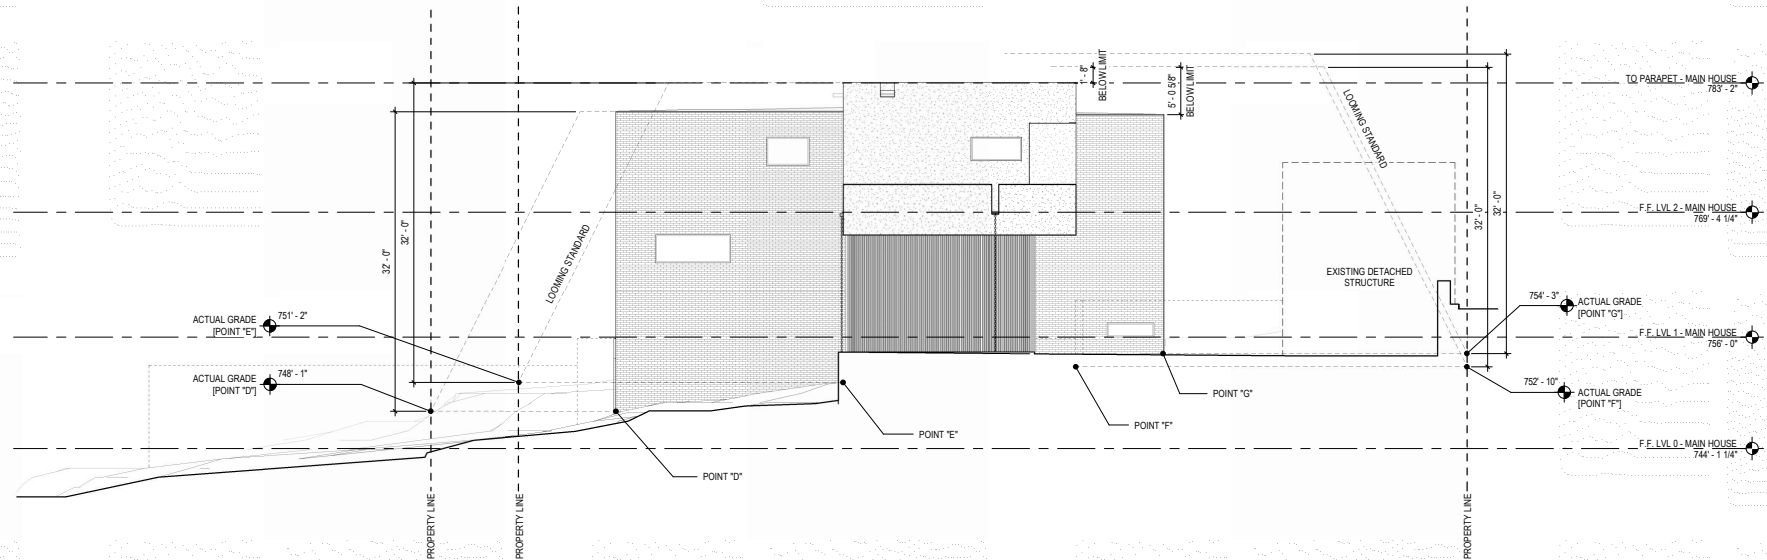 TO PARAPET - MAIN HOUSE
783' - 2"
1' - 8"
BELOW LIMIT
5' - 0 5/8"
BELOW LIMIT
LOOMING STANDARD
32' - 0"
32' - 0"
LOOMING STANDARD
32' - 0"
32' - 0"
F.F. LVL 2 - MAIN HOUSE
769' - 4 1/4"
EXISTING DETACHED
STRUCTURE
751' - 2"
ACTUAL GRADE
[POINT "E"]
754' - 3"
ACTUAL GRADE
[POINT "G"]
F.F. LVL 1 - MAIN HOUSE
756' - 0"
748' - 1"
ACTUAL GRADE
[POINT "D"]
752' - 10"
ACTUAL GRADE
[POINT "F"]
POINT "G"
POINT "F"
POINT "E"
POINT "D"
F.F. LVL 0 - MAIN HOUSE
744' - 1 1/4"
PROPERTY LINE
PROPERTY LINE
PROPERTY LINE